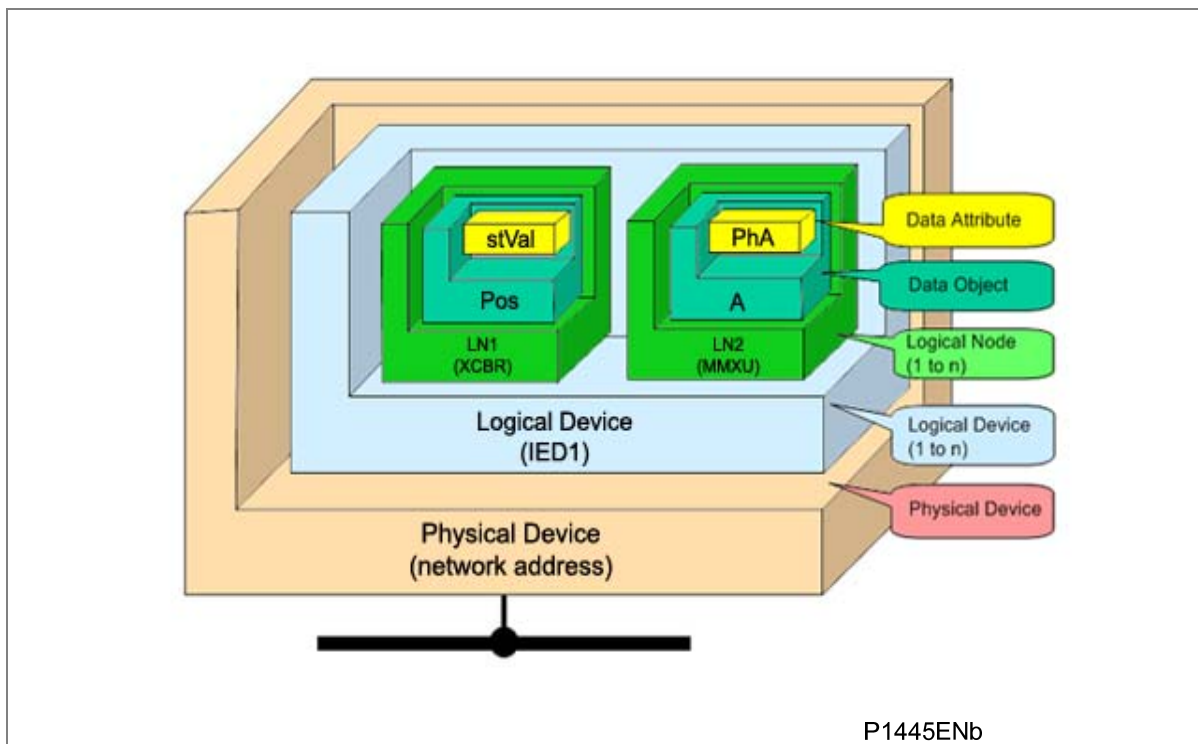 stVal
PhA
Pos
A
LN1
(XCBR)
LN2
(MMXU)
Logical Device
(IED1)
Physical Device
(network address)
Data Attribute
Data Object
Logical Node
(1 to n)
Logical Device
(1 to n)
Physical Device
P1445ENb